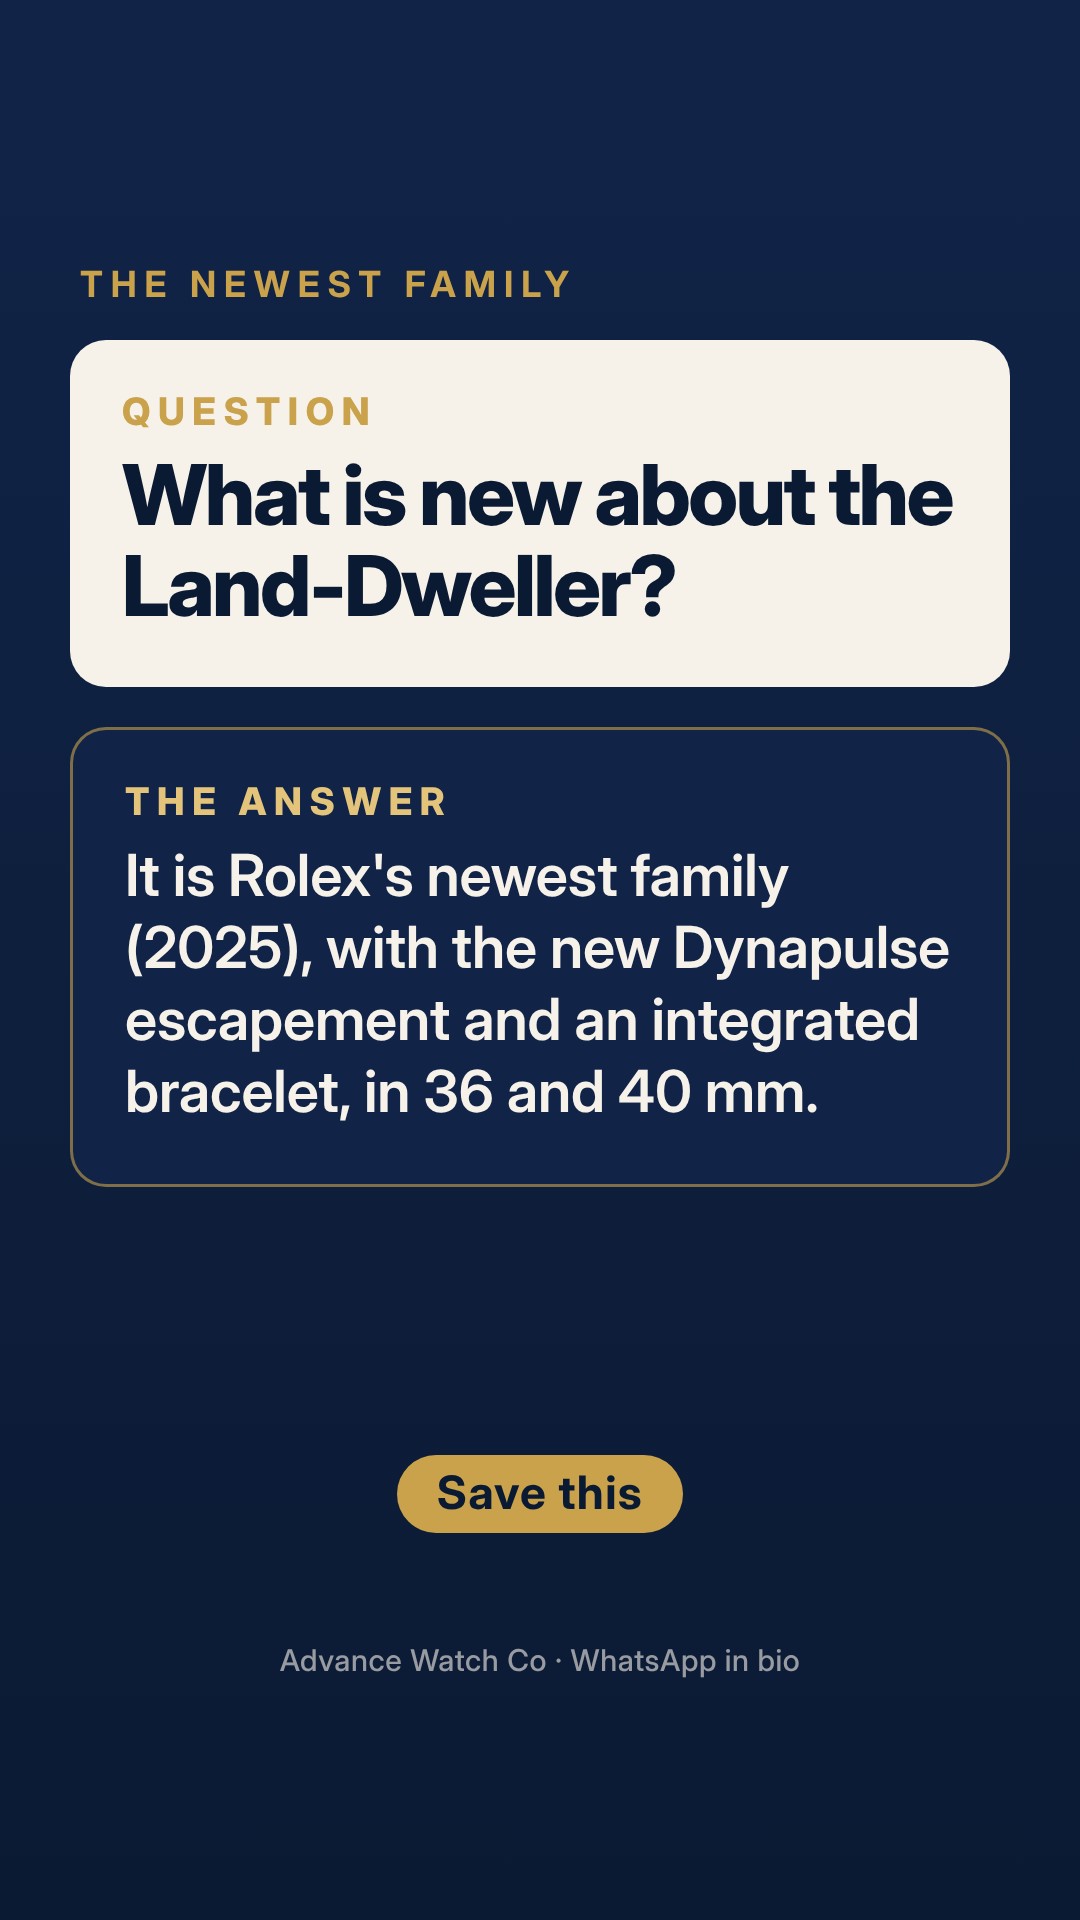 THE NEWEST FAMILY
QUESTION
What is new about the
Land-Dweller?
THE ANSWER
It is Rolex's newest family
(2025), with the new Dynapulse
escapement and an integrated
bracelet, in 36 and 40 mm.
Save this
Advance Watch Co · WhatsApp in bio